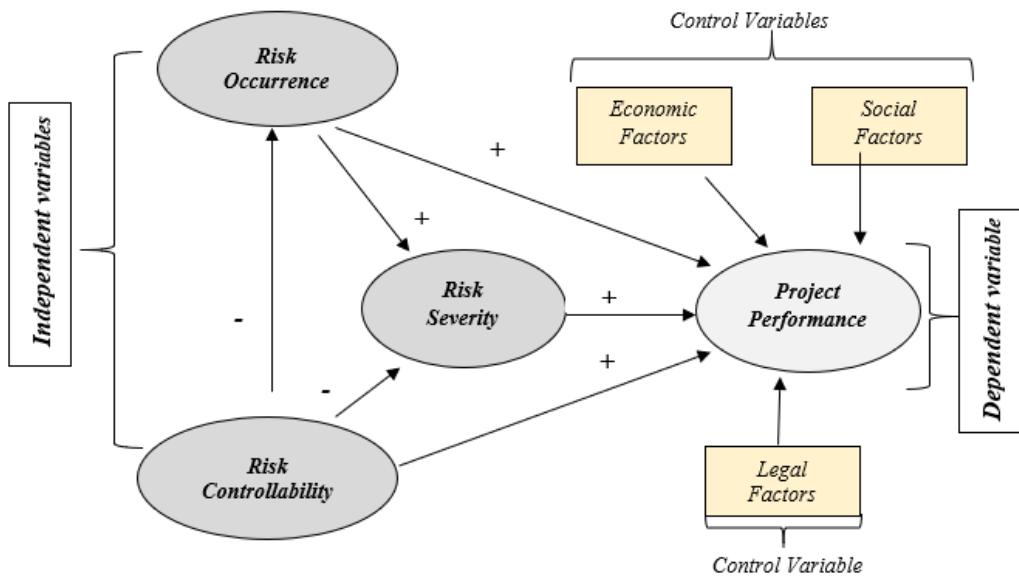 Control Variables
Risk
Occurrence
Economic
Factors
Social
Factors
Independent variables
+
+
Risk
Severity
+
Project
Performance
Dependent variable
-
+
-
Risk
Controllability
Legal
Factors
Control Variable